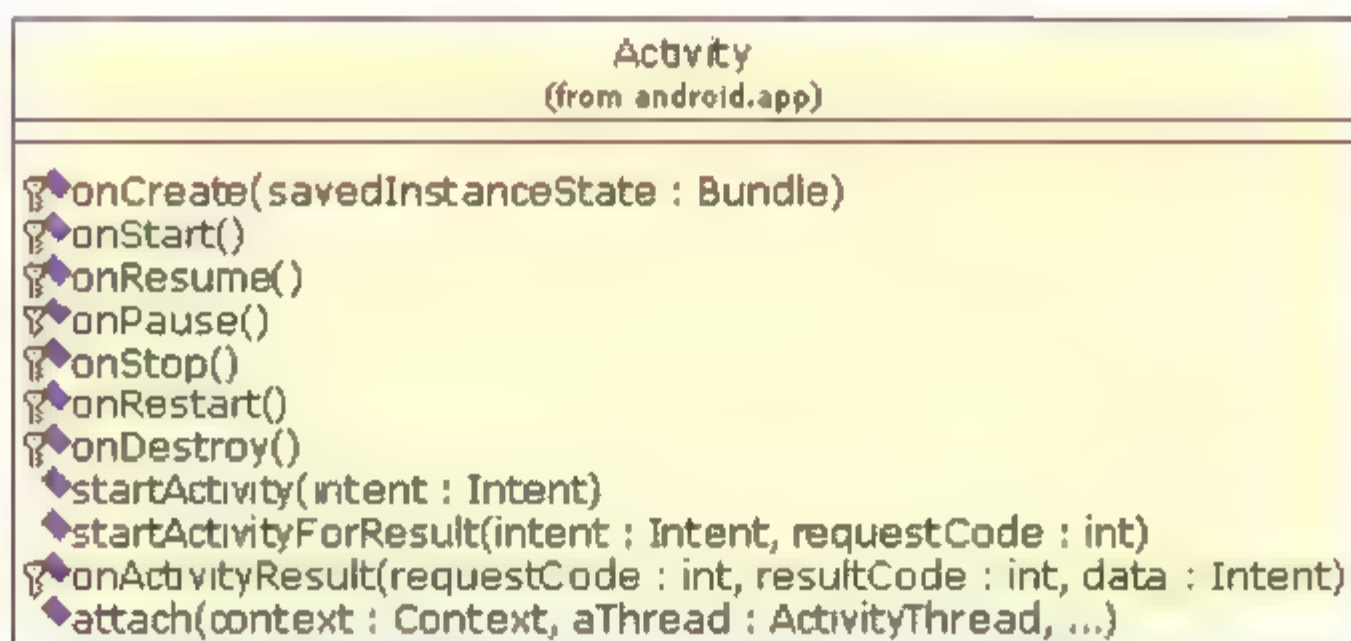 Activity
(from android.app)
onCreate(savedInstanceState : Bundle)
onStart()
onResume()
onPause()
onStop()
onRestart()
onDestroy()
startActivity(intent : Intent)
startActivityForResult(intent : Intent, requestCode : int)
onActivityResult(requestCode : int, resultCode : int, data : Intent)
attach(context : Context, aThread : ActivityThread, ...)